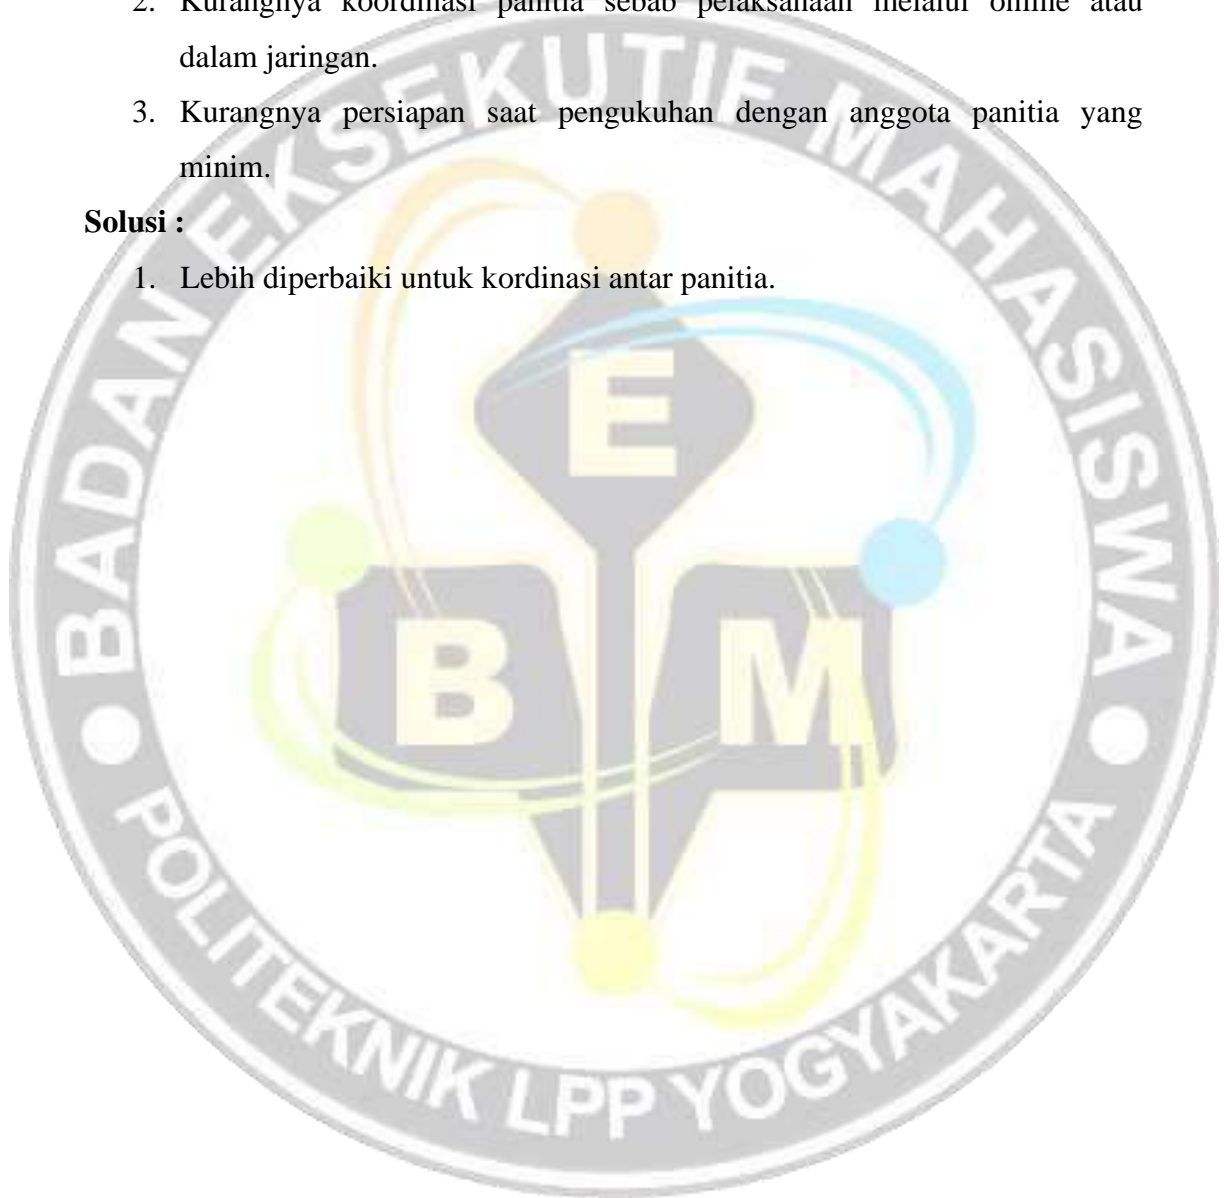 2. Kurangnya koordinasi panitia sebab pelaksanaan melalui online atau
dalam jaringan.
3. Kurangnya persiapan saat pengukuhan dengan anggota panitia yang
minim.
Solusi :
1. Lebih diperbaiki untuk kordinasi antar panitia.
BADAN EKSEKUTIF MAHASISWA
E
B M
POLITEKNIK LPP YOGYAKARTA